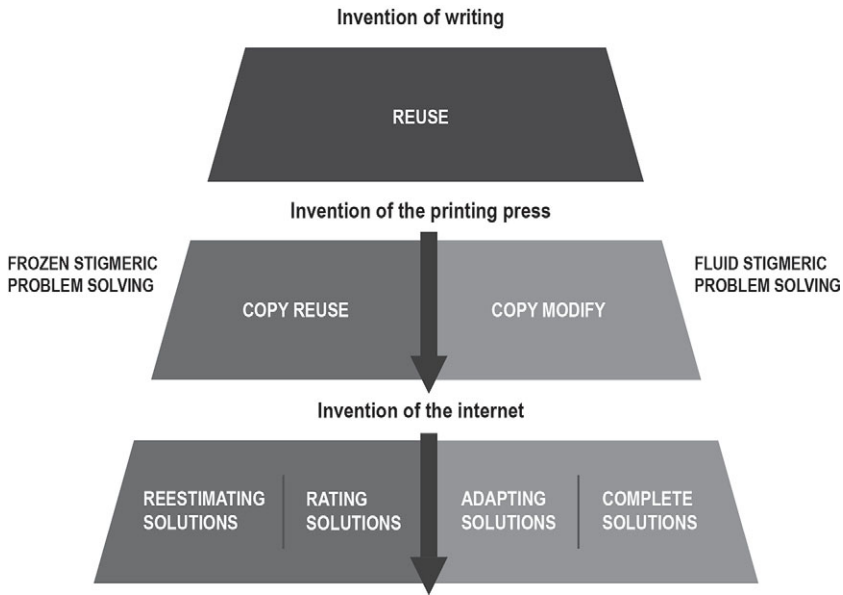 Invention of writing
REUSE
Invention of the printing press
FROZEN STIGMERIC
PROBLEM SOLVING
FLUID STIGMERIC
PROBLEM SOLVING
COPY REUSE
COPY MODIFY
Invention of the internet
REESTIMATING
SOLUTIONS
RATING
SOLUTIONS
ADAPTING
SOLUTIONS
COMPLETE
SOLUTIONS